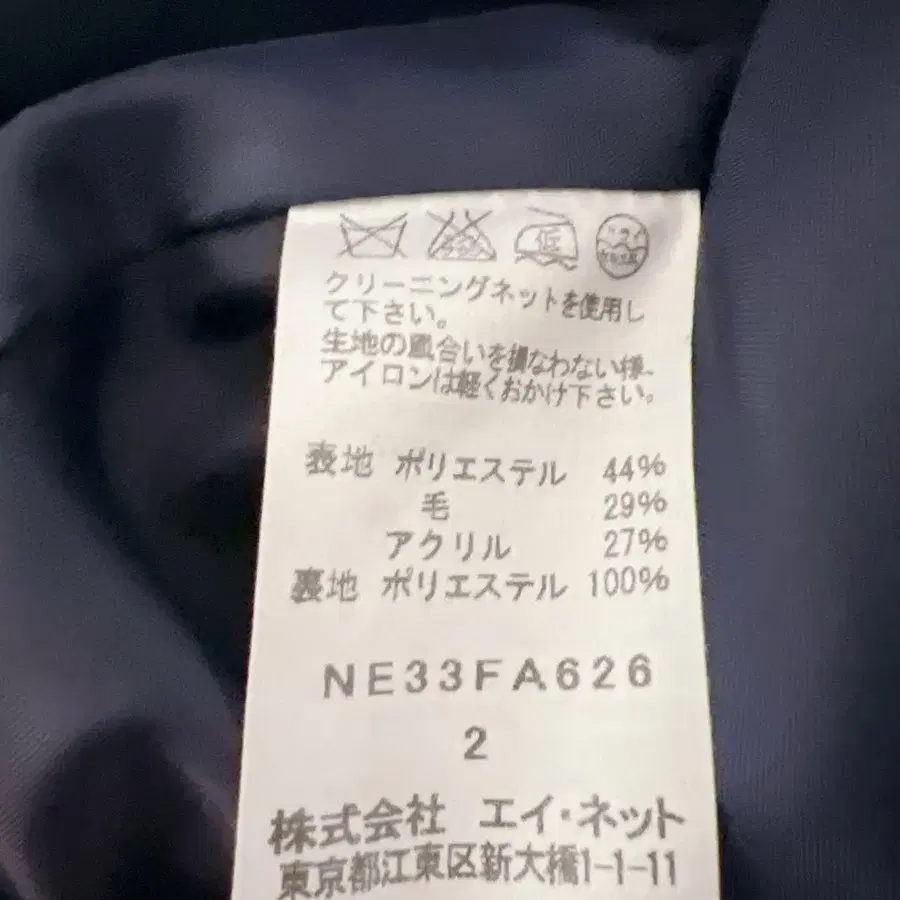 低
クリーニングネットを使用し
て下さい。
生地の風合いを損なわない様、
アイロンは軽くおかけ下さい。
表地 ポリエステル 44%
毛 29%
アクリル 27%
裏地 ポリエステル 100%
NE33FA626
2
株式会社 エイ・ネット
東京都江東区新大橋1-1-11